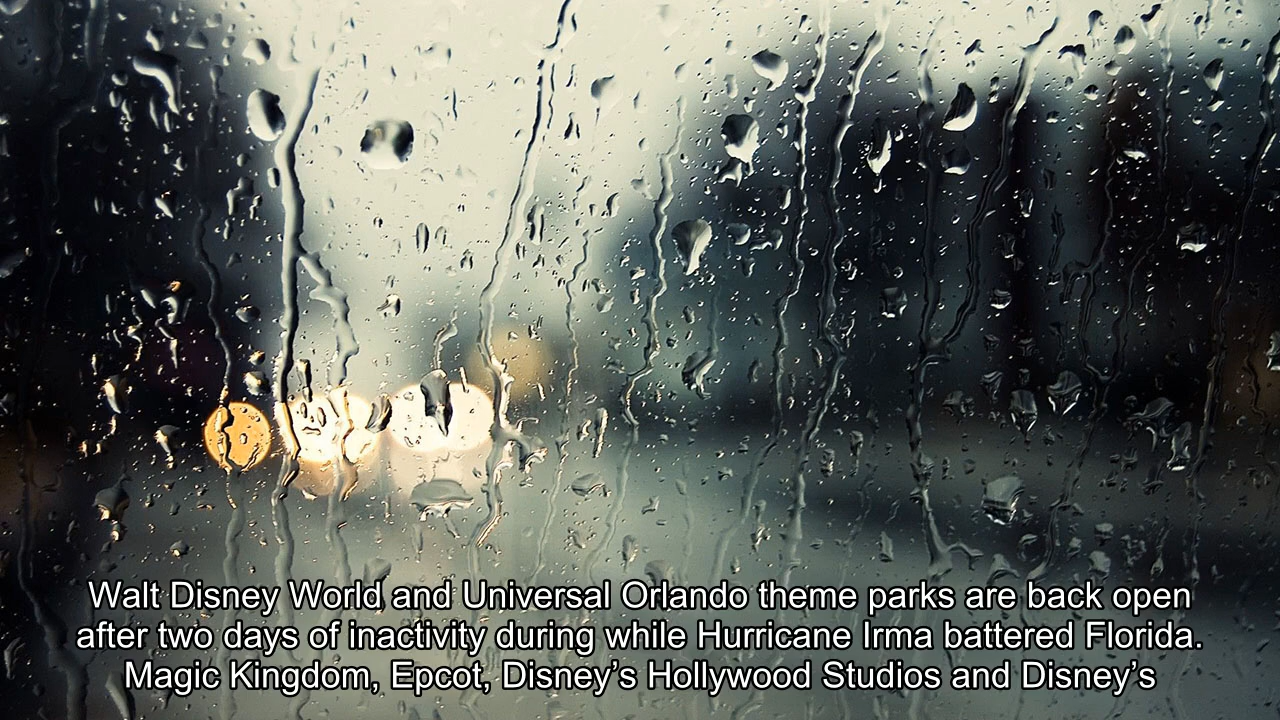 Walt Disney World and Universal Orlando theme parks are back open
after two days of inactivity during while Hurricane Irma battered Florida.
Magic Kingdom, Epcot, Disney’s Hollywood Studios and Disney’s